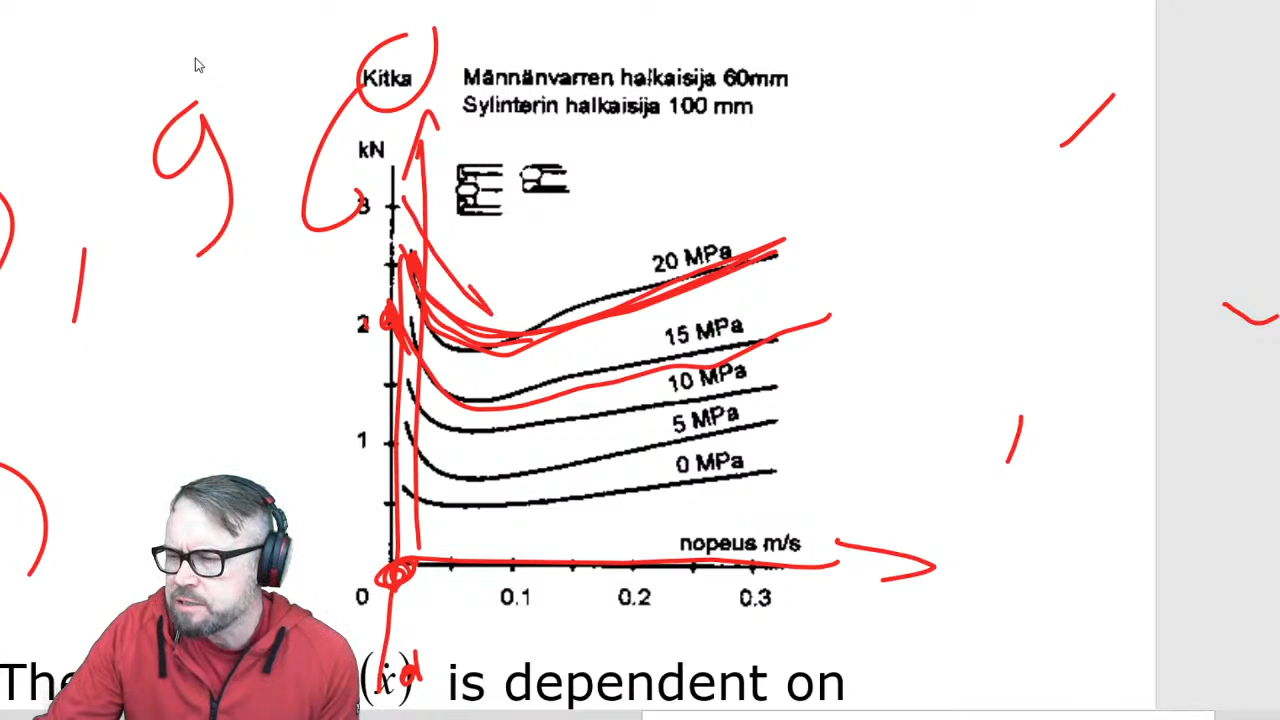 Kitka
Männänvarren halkaisija 60mm
Sylinterin halkaisija 100 mm
kN
3
20 MPa
2
15 MPa
10 MPa
5 MPa
1
0 MPa
nopeus m/s
0 0.1 0.2 0.3
(ẋ) is dependent on